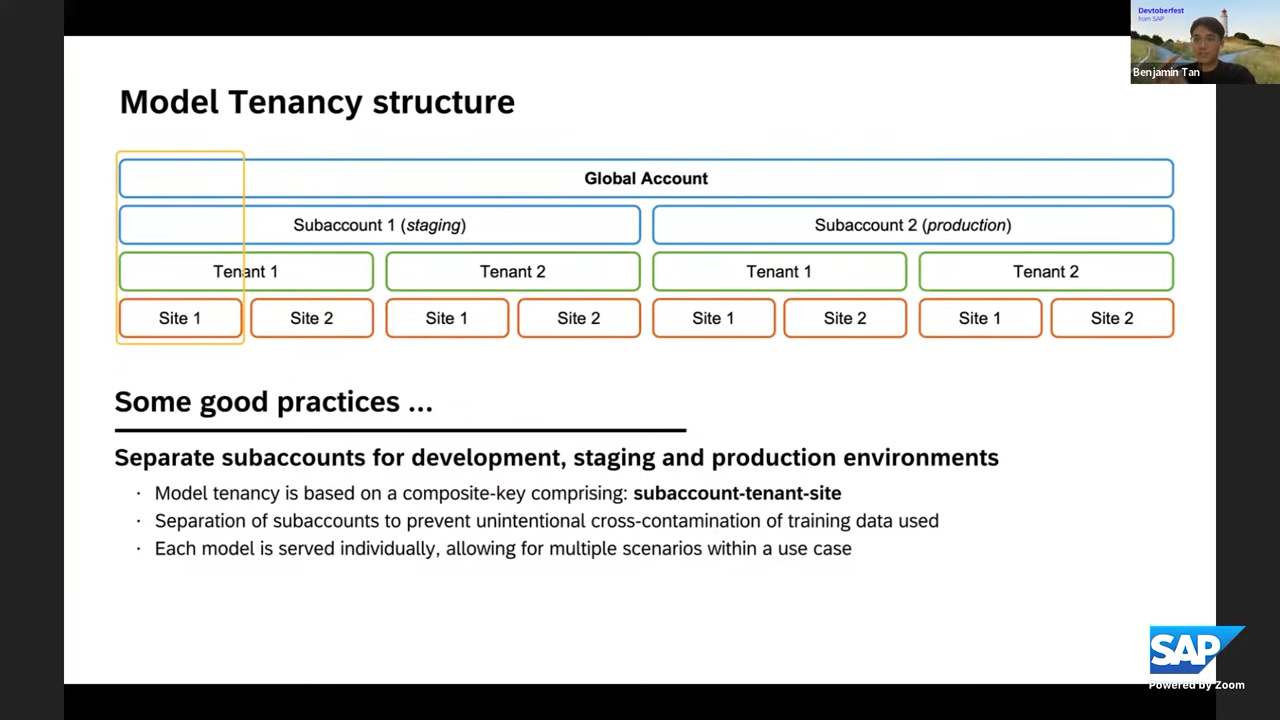 Devtoberfest
from SAP
Benjamin Tan
Model Tenancy structure
Global Account
Subaccount 1 (staging)
Subaccount 2 (production)
Tenant 1
Tenant 2
Tenant 1
Tenant 2
Site 1
Site 2
Site 1
Site 2
Site 1
Site 2
Site 1
Site 2
Some good practices ...
Separate subaccounts for development, staging and production environments
· Model tenancy is based on a composite-key comprising: subaccount-tenant-site
· Separation of subaccounts to prevent unintentional cross-contamination of training data used
· Each model is served individually, allowing for multiple scenarios within a use case
SAP
Powered by Zoom